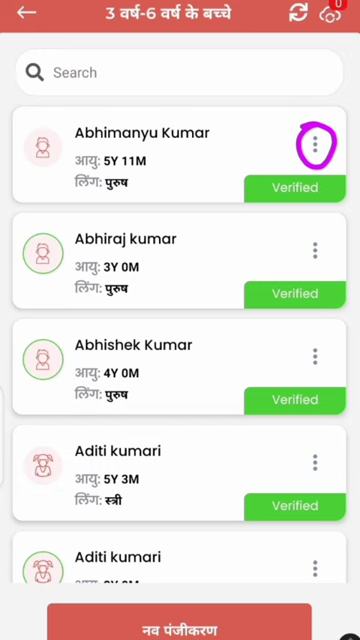 3 वर्ष-6 वर्ष के बच्चे
0
Search
Abhimanyu Kumar
आयु: 5Y 11M
लिंग: पुरुष
Verified
Abhiraj kumar
आयु: 3Y 0M
लिंग: पुरुष
Verified
Abhishek Kumar
आयु: 4Y 0M
लिंग: पुरुष
Verified
Aditi kumari
आयु: 5Y 3M
लिंग: स्त्री
Verified
Aditi kumari
नव पंजीकरण